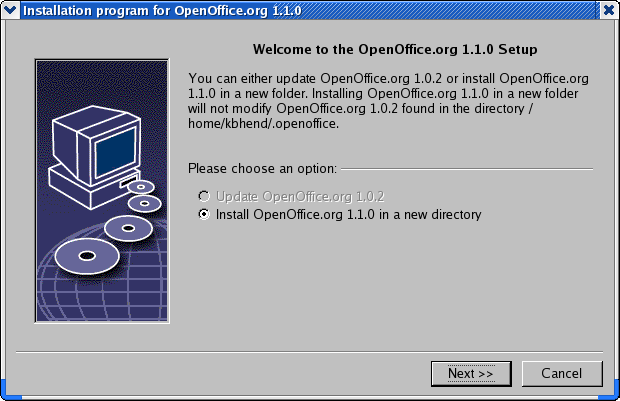 Installation program for OpenOffice.org 1.1.0
Welcome to the OpenOffice.org 1.1.0 Setup
You can either update OpenOffice.org 1.0.2 or install OpenOffice.org
1.1.0 in a new folder. Installing OpenOffice.org 1.1.0 in a new folder
will not modify OpenOffice.org 1.0.2 found in the directory /
home/kbhend/.openoffice.
Please choose an option:
Update OpenOffice.org 1.0.2
Install OpenOffice.org 1.1.0 in a new directory
Next >>
Cancel